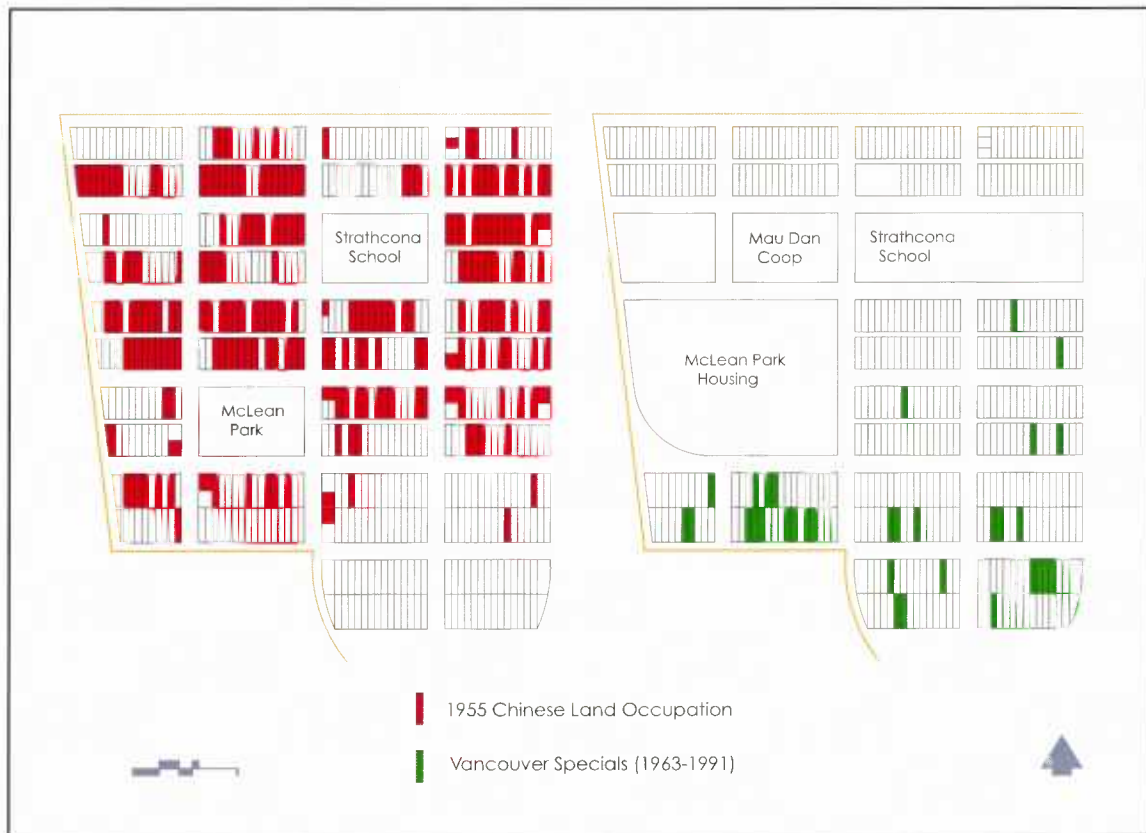 Strathcona
School
McLean
Park
Mau Dan
Coop
Strathcona
School
McLean Park
Housing
1955 Chinese Land Occupation
Vancouver Specials (1963-1991)